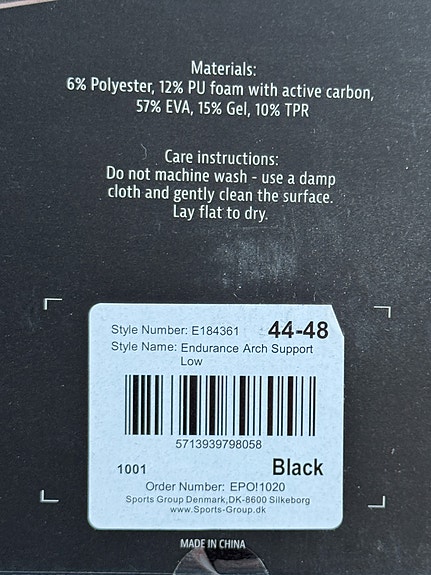 Materials:
6% Polyester, 12% PU foam with active carbon,
57% EVA, 15% Gel, 10% TPR
Care instructions:
Do not machine wash - use a damp
cloth and gently clean the surface.
Lay flat to dry.
Style Number: E184361 44-48
Style Name: Endurance Arch Support
Low
5713939798058
1001 Black
Order Number: EPO!1020
Sports Group Denmark,DK-8600 Silkeborg
www.Sports-Group.dk
MADE IN CHINA